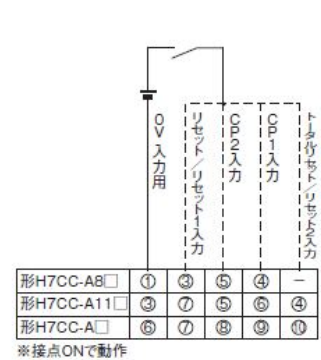 0V 入力用
リセット/リセット1入力
CP2入力
CP1入力
トータルリセット/リセット2入力
形H7CC-A8□ ① ③ ⑤ ④ −
形H7CC-A11□ ③ ⑦ ⑤ ⑥ ④
形H7CC-A□ ⑥ ⑦ ⑧ ⑨ ⑩
※接点ONで動作